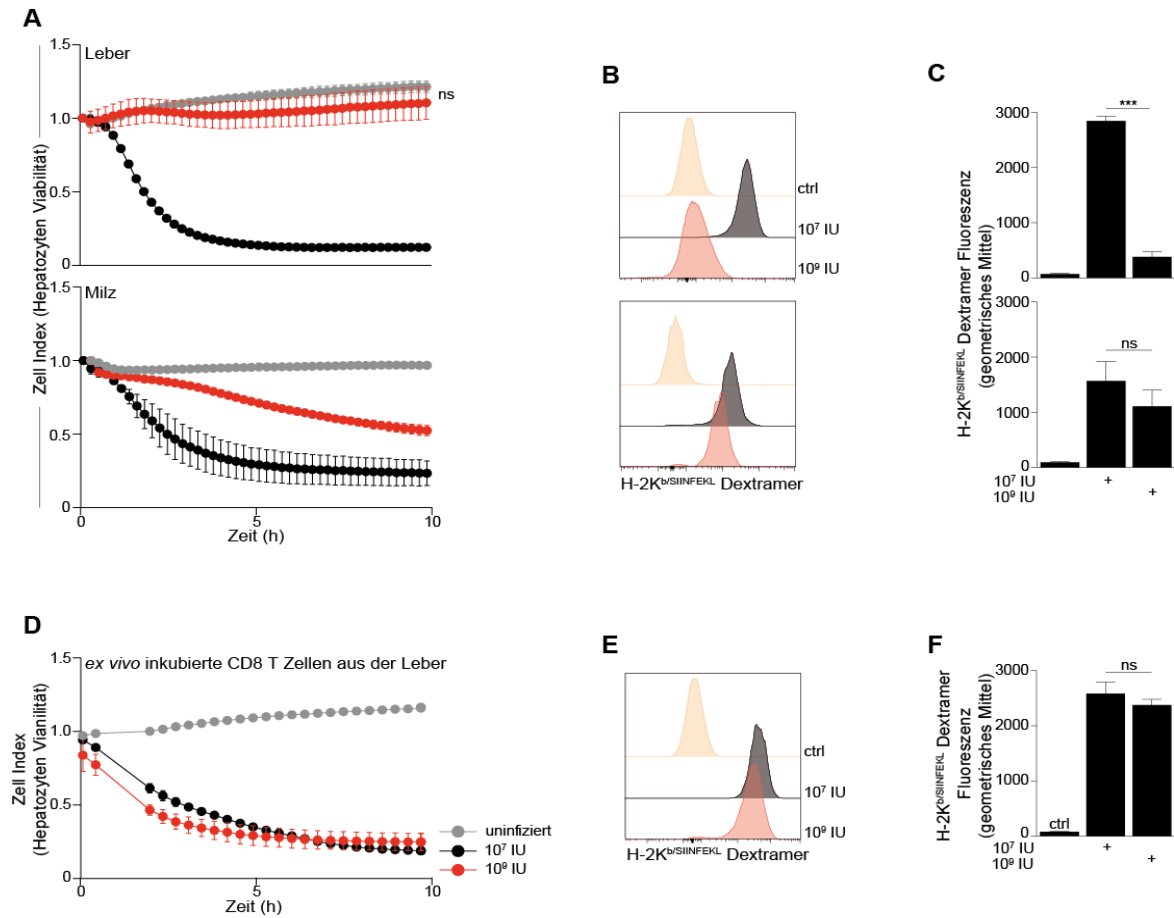 A
Zell Index (Hepatozyten Viabilität)
1.5
1.0
0.5
0
Leber
ns
1.5
1.0
0.5
0
Milz
0
5
10
Zeit (h)
B
ctrl
10⁷ IU
10⁹ IU
H-2Kᵇ/ˢᴵᴵᴺᶠᴱᴷᴸ Dextramer
C
H-2Kᵇ/ˢᴵᴵᴺᶠᴱᴷᴸ Dextramer Fluoreszenz
(geometrisches Mittel)
***
3000
2000
1000
0
ns
3000
2000
1000
0
10⁷ IU +
10⁹ IU +
D
Zell Index
(Hepatozyten Vianilität)
1.5
1.0
0.5
0
ex vivo inkubierte CD8 T Zellen aus der Leber
0
5
10
Zeit (h)
uninfiziert
10⁷ IU
10⁹ IU
E
ctrl
10⁷ IU
10⁹ IU
H-2Kᵇ/ˢᴵᴵᴺᶠᴱᴷᴸ Dextramer
F
H-2Kᵇ/ˢᴵᴵᴺᶠᴱᴷᴸ Dextramer
Fluoreszenz
(geometrisches Mittel)
ns
3000
2000
1000
0
ctrl
10⁷ IU +
10⁹ IU +